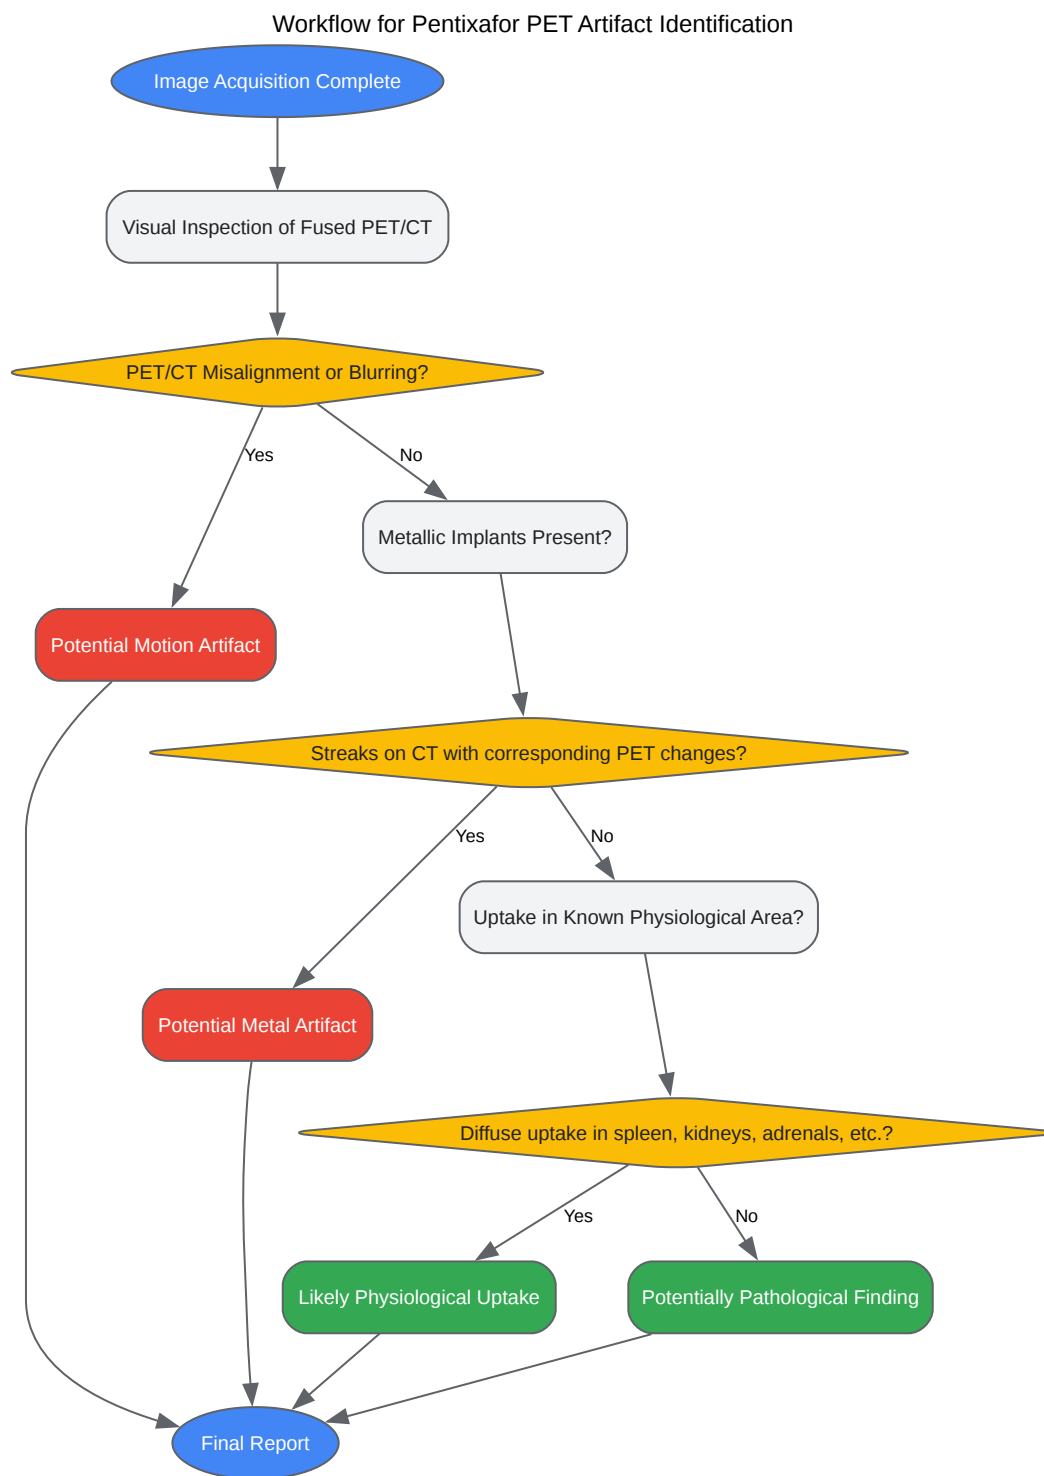 Workflow for Pentixafor PET Artifact Identification
Image Acquisition Complete
Visual Inspection of Fused PET/CT
PET/CT Misalignment or Blurring?
Yes
No
Metallic Implants Present?
Potential Motion Artifact
Streaks on CT with corresponding PET changes?
Yes
No
Uptake in Known Physiological Area?
Potential Metal Artifact
Diffuse uptake in spleen, kidneys, adrenals, etc.?
Yes
No
Likely Physiological Uptake
Potentially Pathological Finding
Final Report